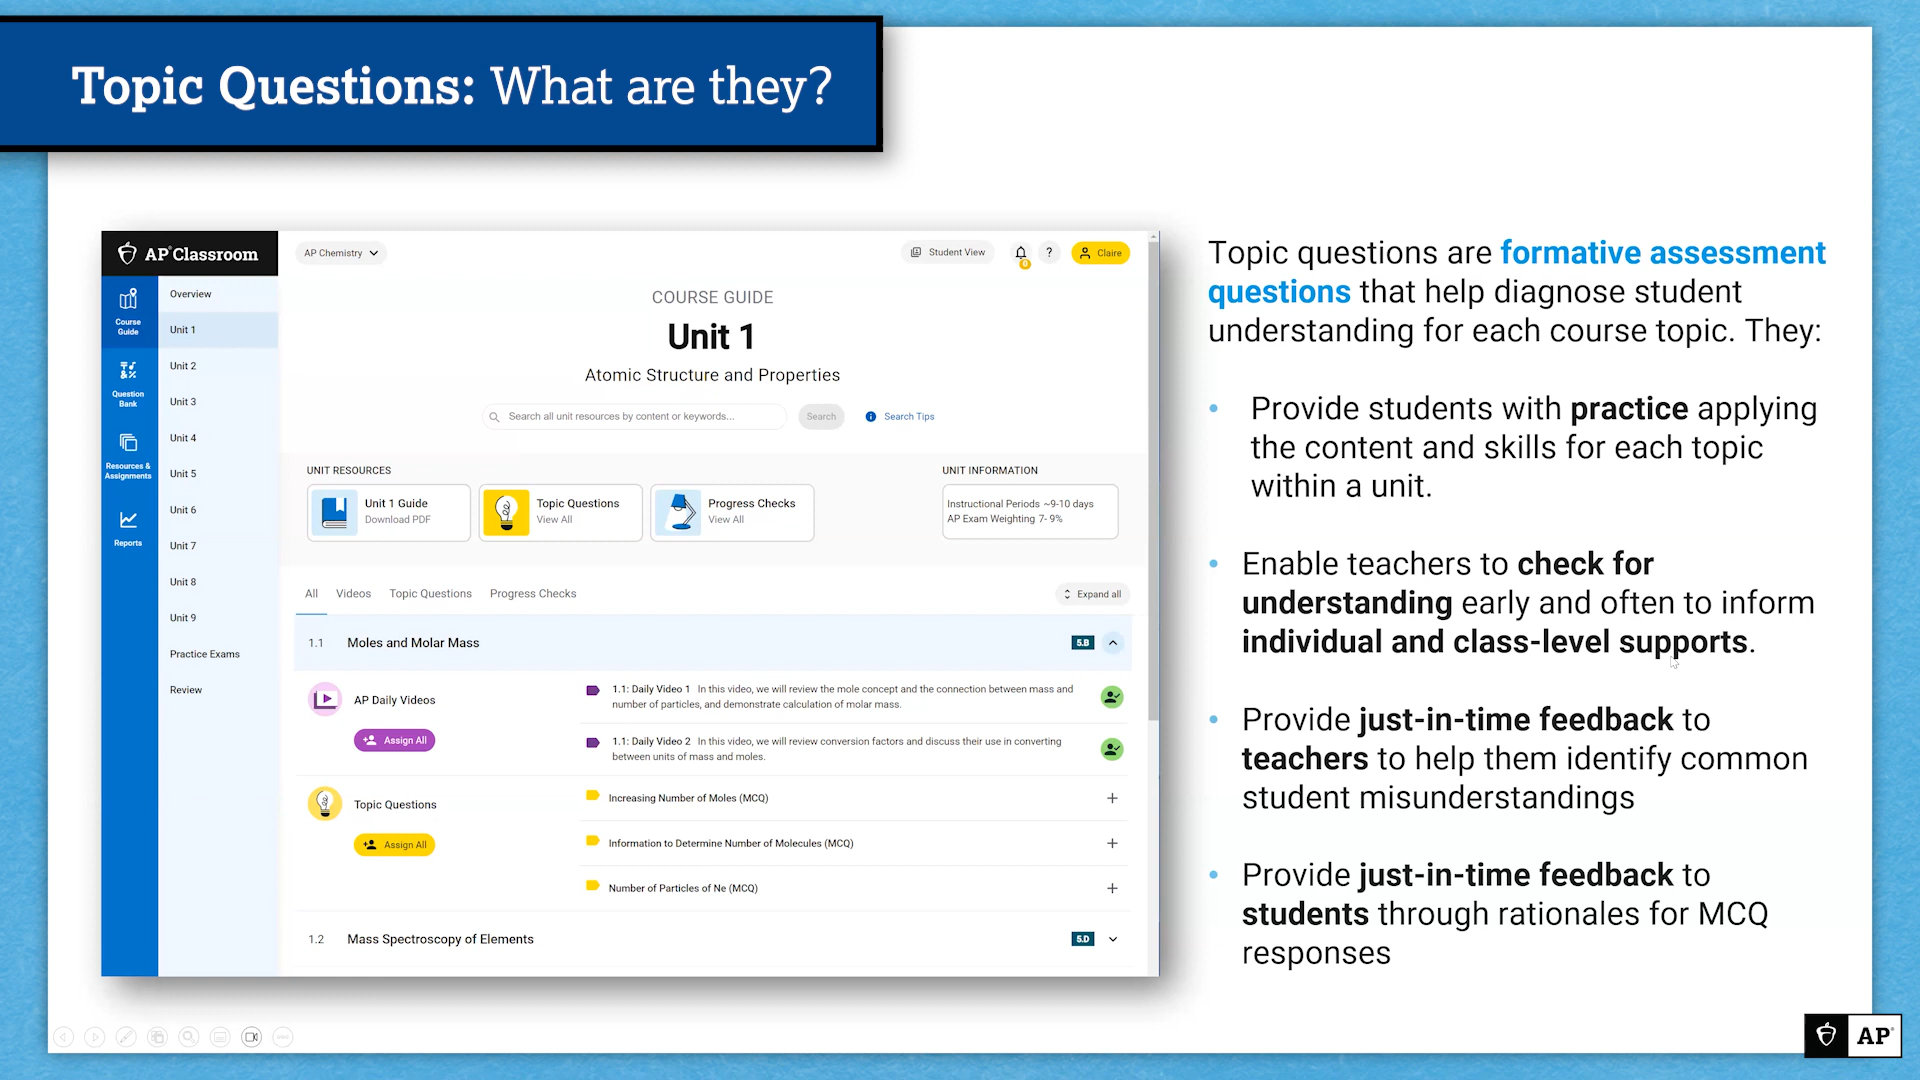 Topic Questions: What are they?
AP Classroom
AP Chemistry
Student View
?
Claire
Course
Guide
Question
Bank
Resources &
Assignments
Reports
Overview
Unit 1
Unit 2
Unit 3
Unit 4
Unit 5
Unit 6
Unit 7
Unit 8
Unit 9
Practice Exams
Review
COURSE GUIDE
Unit 1
Atomic Structure and Properties
Search all unit resources by content or keywords...
Search
Search Tips
UNIT RESOURCES
Unit 1 Guide
Download PDF
Topic Questions
View All
Progress Checks
View All
UNIT INFORMATION
Instructional Periods ~9-10 days
AP Exam Weighting 7- 9%
All Videos Topic Questions Progress Checks
Expand all
1.1 Moles and Molar Mass 5.B
AP Daily Videos
Assign All
1.1: Daily Video 1 In this video, we will review the mole concept and the connection between mass and
number of particles, and demonstrate calculation of molar mass.
1.1: Daily Video 2 In this video, we will review conversion factors and discuss their use in converting
between units of mass and moles.
Topic Questions
Assign All
Increasing Number of Moles (MCQ)
Information to Determine Number of Molecules (MCQ)
Number of Particles of Ne (MCQ)
1.2 Mass Spectroscopy of Elements 5.D
Topic questions are formative assessment
questions that help diagnose student
understanding for each course topic. They:
• Provide students with practice applying
the content and skills for each topic
within a unit.
• Enable teachers to check for
understanding early and often to inform
individual and class-level supports.
• Provide just-in-time feedback to
teachers to help them identify common
student misunderstandings
• Provide just-in-time feedback to
students through rationales for MCQ
responses
AP